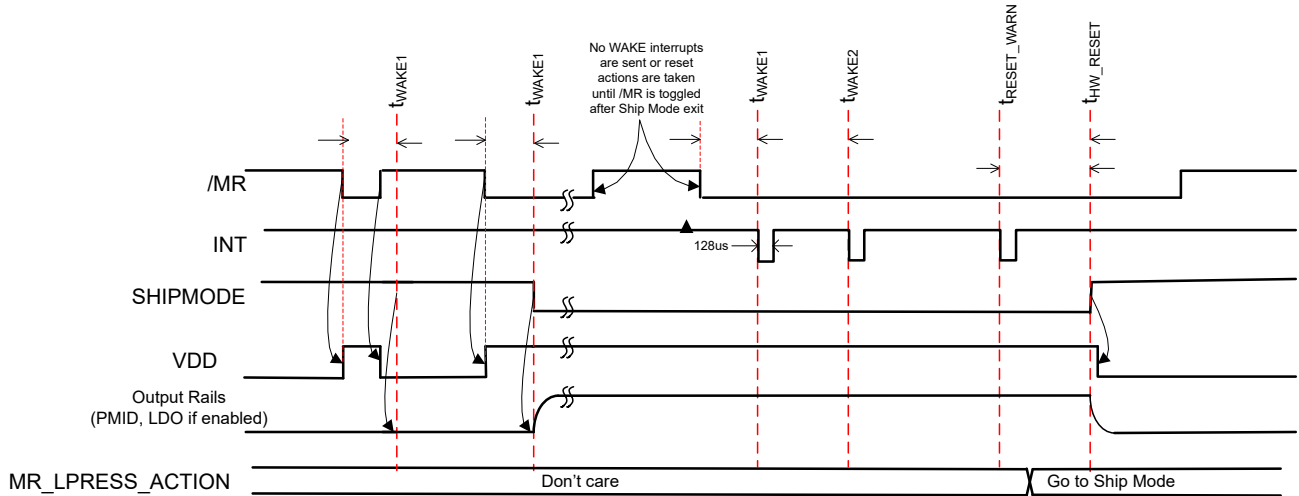 tWAKE1
tWAKE1
No WAKE interrupts
are sent or reset
actions are taken
until /MR is toggled
after Ship Mode exit
tWAKE1
tWAKE2
tRESET_WARN
tHW_RESET
/MR
INT
128us
SHIPMODE
VDD
Output Rails
(PMID, LDO if enabled)
MR_LPRESS_ACTION
Don't care
Go to Ship Mode